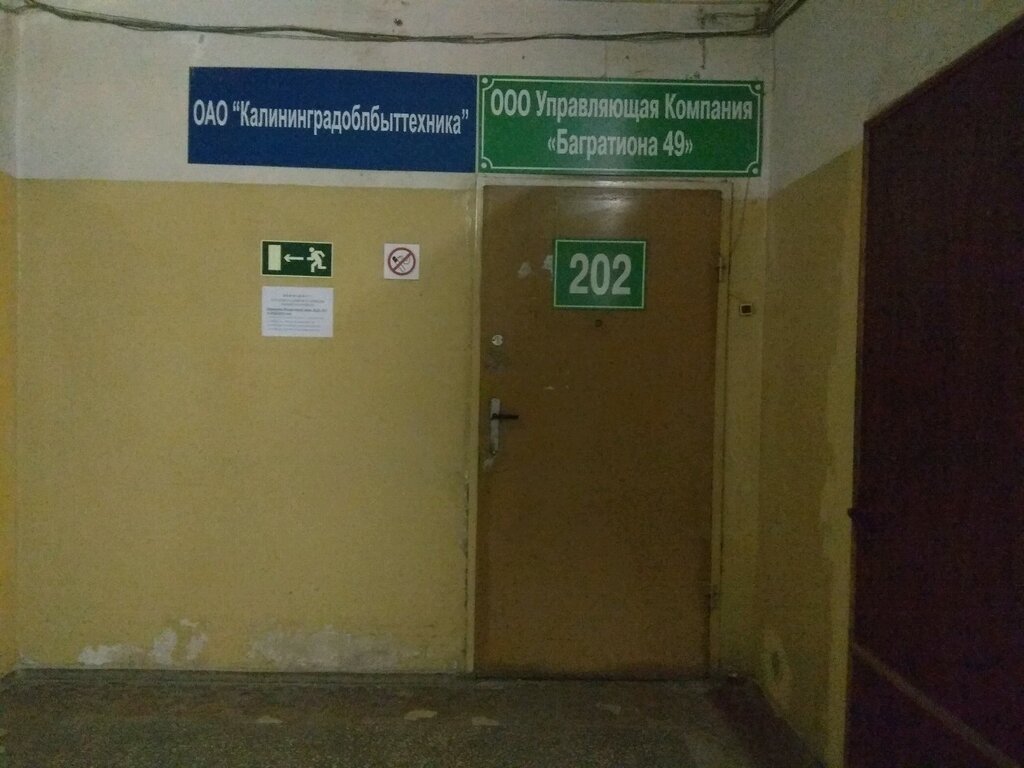 ОАО "Калининградоблбыттехника"
ООО Управляющая Компания
«Багратиона 49»
202